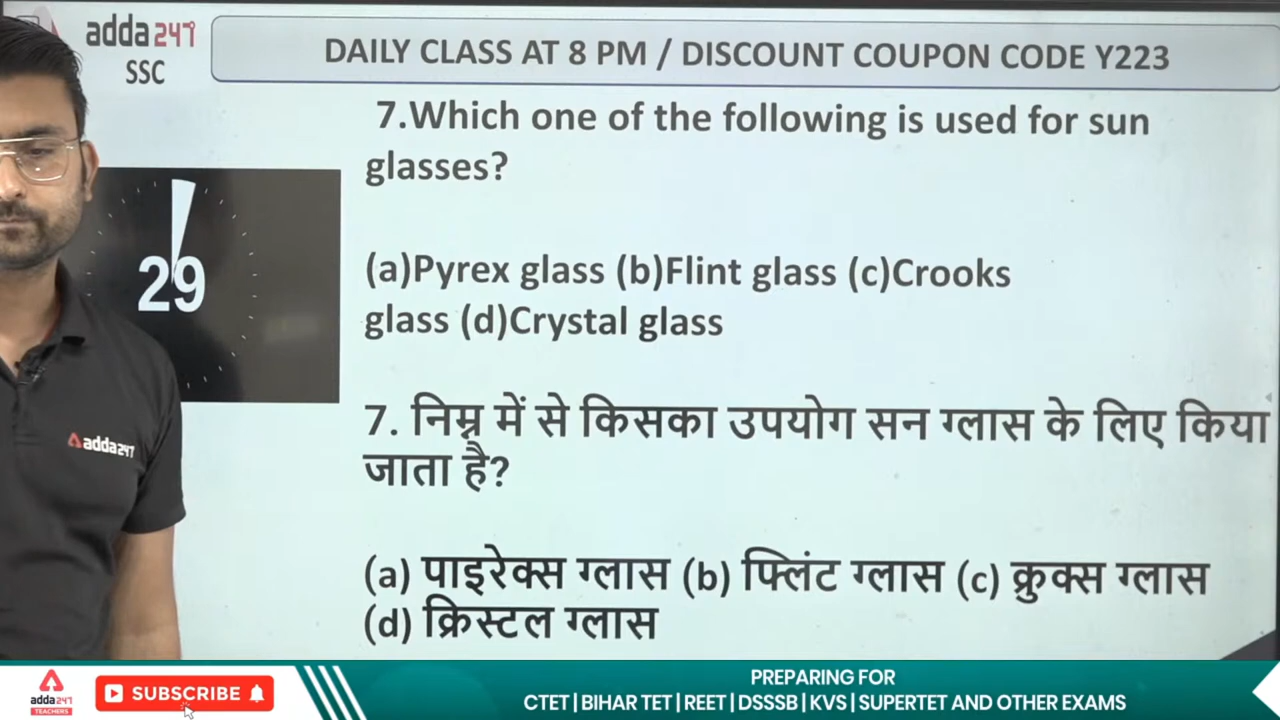 adda247
SSC
DAILY CLASS AT 8 PM / DISCOUNT COUPON CODE Y223
7.Which one of the following is used for sun
glasses?
29
(a)Pyrex glass (b)Flint glass (c)Crooks
glass (d)Crystal glass
7. निम्न में से किसका उपयोग सन ग्लास के लिए किया
जाता है?
adda247
(a) पाइरेक्स ग्लास (b) फ्लिंट ग्लास (c) क्रुक्स ग्लास
(d) क्रिस्टल ग्लास
adda247
TEACHERS
SUBSCRIBE
PREPARING FOR
CTET | BIHAR TET | REET | DSSSB | KVS | SUPERTET AND OTHER EXAMS